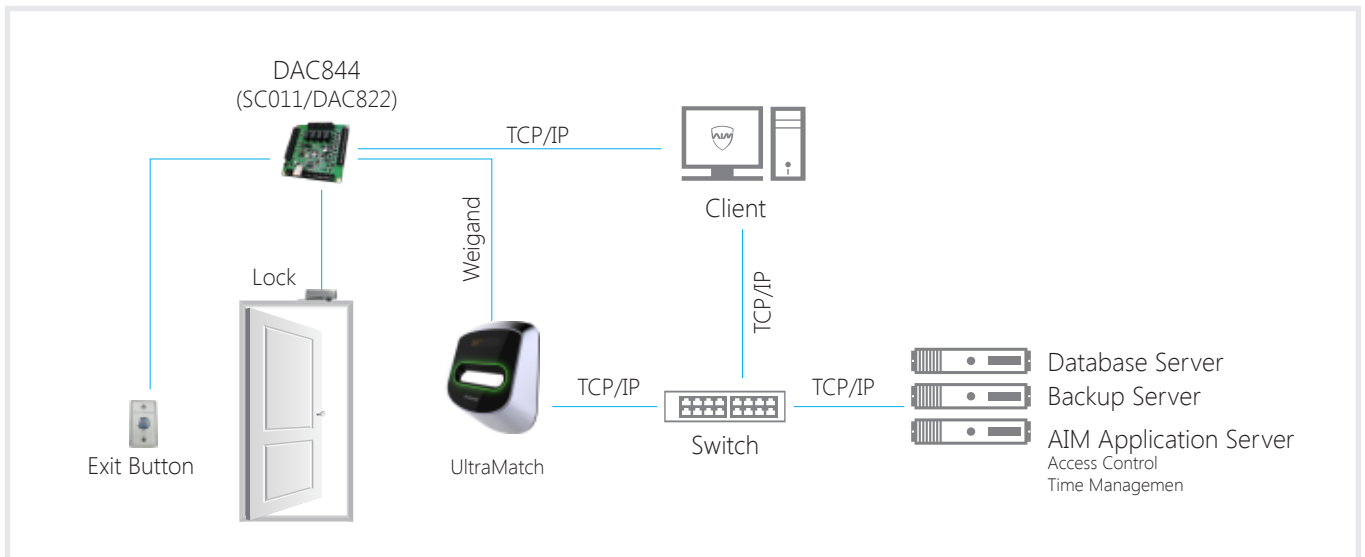 DAC844
(SC011/DAC822)
TCP/IP
AIM
Client
Weigand
TCP/IP
Lock
TCP/IP
TCP/IP
Database Server
Backup Server
Switch
AIM Application Server
Access Control
Time Managemen
Exit Button
UltraMatch